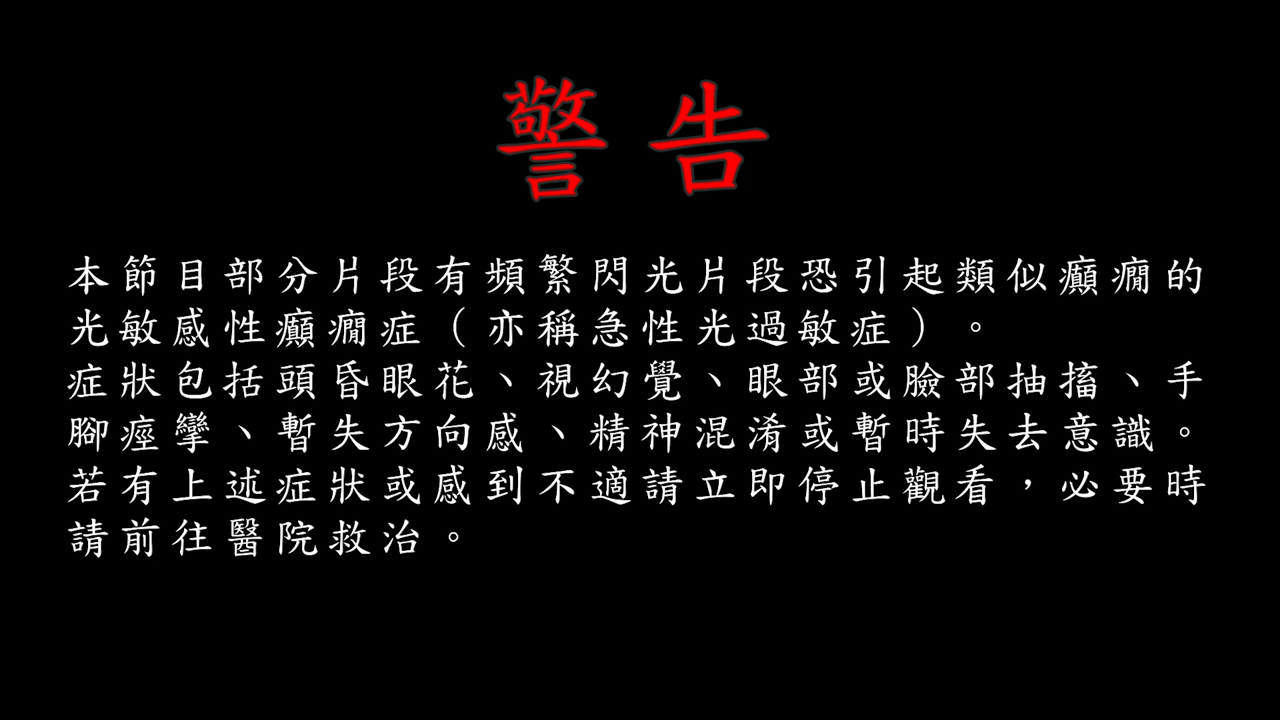 警告
本節目部分片段有頻繁閃光片段恐引起類似癲癇的
光敏感性癲癇症（亦稱急性光過敏症）。
症狀包括頭昏眼花、視幻覺、眼部或臉部抽搐、手
腳痙攣、暫失方向感、精神混淆或暫時失去意識。
若有上述症狀或感到不適請立即停止觀看，必要時
請前往醫院救治。